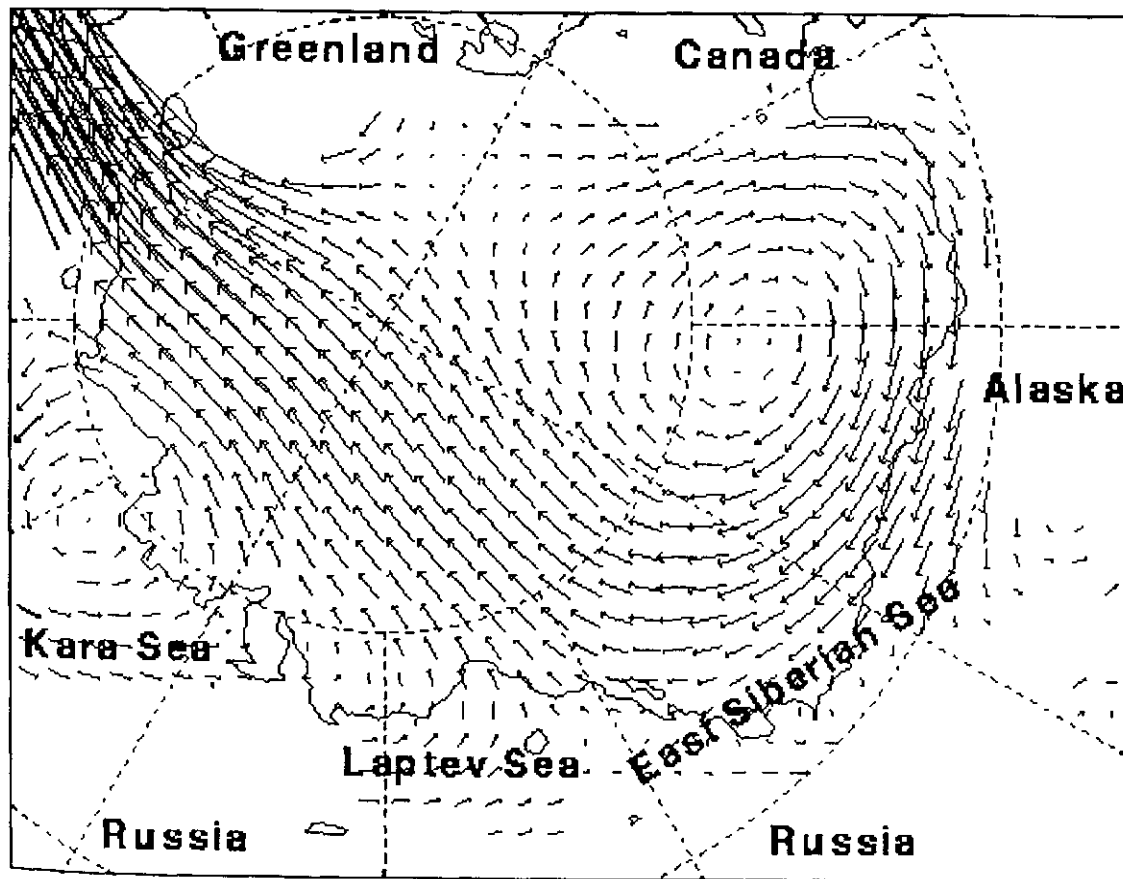 Greenland
Canada
Alaska
Kara Sea
East Siberian Sea
Laptev Sea
Russia
Russia